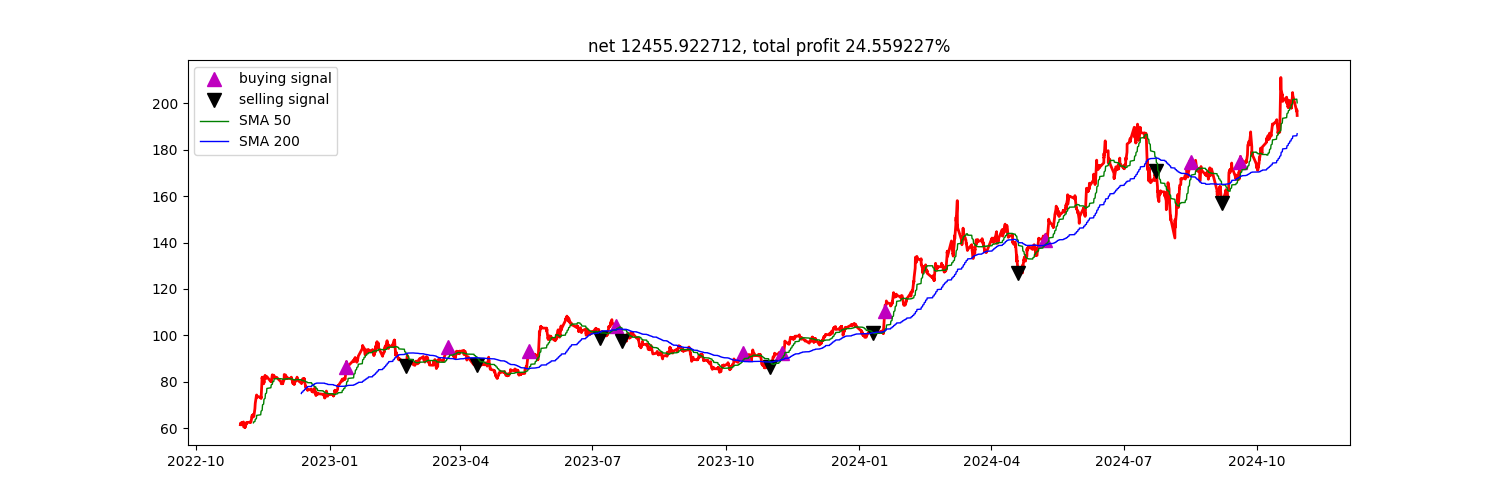 net 12455.922712, total profit 24.559227%
buying signal
selling signal
SMA 50
SMA 200
200
180
160
140
120
100
80
60
2022-10 2023-01 2023-04 2023-07 2023-10 2024-01 2024-04 2024-07 2024-10